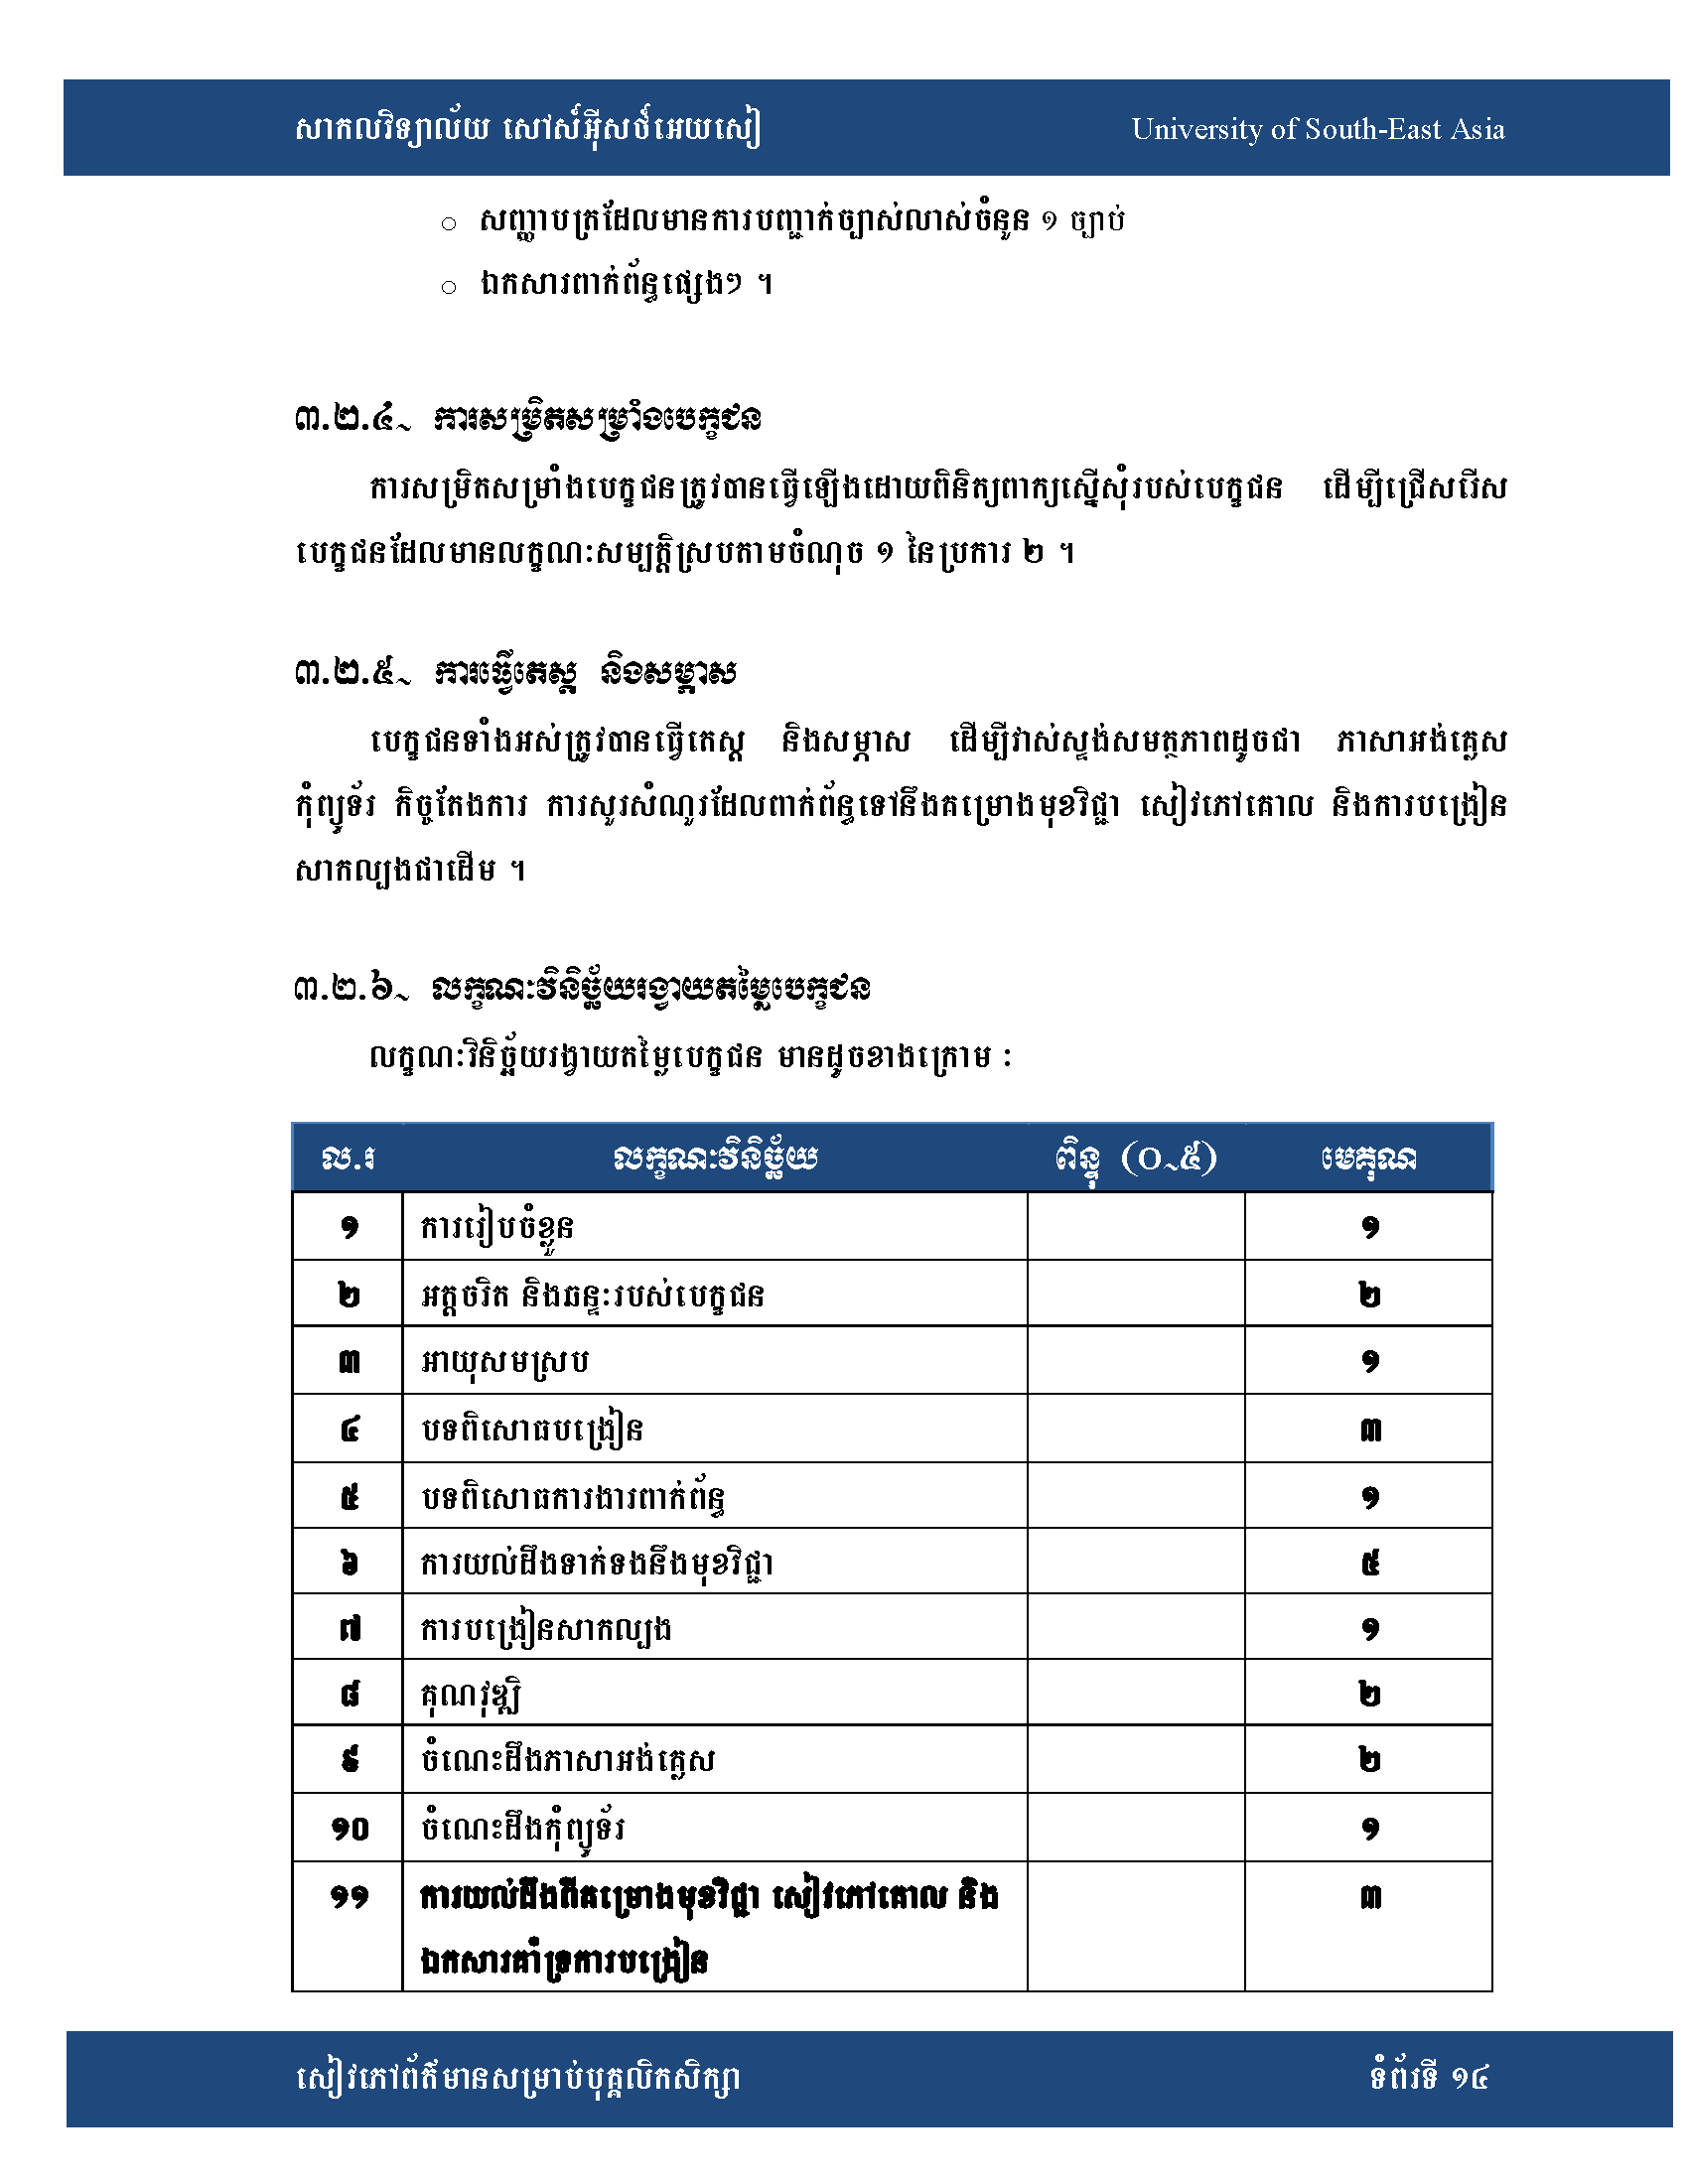 សាកលវិទ្យាល័យ សៅស៍អ៊ីសថ៍អេយសៀ University of South-East Asia
o សញ្ញាបត្រដែលមានការបញ្ជាក់ច្បាស់លាស់ចំនួន ១ ច្បាប់
o ឯកសារពាក់ព័ន្ធផ្សេងៗ ។
៣.២.៤~ ការសម្រិតសម្រាំងបេក្ខជន
ការសម្រិតសម្រាំងបេក្ខជនត្រូវបានធ្វើឡើងដោយពិនិត្យពាក្យស្នើសុំរបស់បេក្ខជន ដើម្បីជ្រើសរើស
បេក្ខជនដែលមានលក្ខណៈសម្បត្តិស្របតាមចំណុច ១ នៃប្រការ ២ ។
៣.២.៥~ ការធ្វើតេស្ត និងសម្ភាស
បេក្ខជនទាំងអស់ត្រូវបានធ្វើតេស្ត និងសម្ភាស ដើម្បីវាស់ស្ទង់សមត្ថភាពដូចជា ភាសាអង់គ្លេស
កុំព្យូទ័រ កិច្ចតែងការ ការសួរសំណួរដែលពាក់ព័ន្ធទៅនឹងគម្រោងមុខវិជ្ជា សៀវភៅគោល និងការបង្រៀន
សាកល្បងជាដើម ។
៣.២.៦~ លក្ខណៈវិនិច្ឆ័យរង្វាយតម្លៃបេក្ខជន
លក្ខណៈវិនិច្ឆ័យរង្វាយតម្លៃបេក្ខជន មានដូចខាងក្រោម :
ល.រ លក្ខណៈវិនិច្ឆ័យ ពិន្ទុ (០~៥) មេគុណ
១ ការរៀបចំខ្លួន ១
២ អត្តចរិត និងឆន្ទៈរបស់បេក្ខជន ២
៣ អាយុសមស្រប ១
៤ បទពិសោធបង្រៀន ៣
៥ បទពិសោធការងារពាក់ព័ន្ធ ១
៦ ការយល់ដឹងទាក់ទងនឹងមុខវិជ្ជា ៥
៧ ការបង្រៀនសាកល្បង ១
៨ គុណវុឌ្ឍិ ២
៩ ចំណេះដឹងភាសាអង់គ្លេស ២
១០ ចំណេះដឹងកុំព្យូទ័រ ១
១១ ការយល់ដឹងពីគម្រោងមុខវិជ្ជា សៀវភៅគោល និង ៣
ឯកសារគាំទ្រការបង្រៀន
សៀវភៅព័ត៌មានសម្រាប់បុគ្គលិកសិក្សា ទំព័រទី ១៤